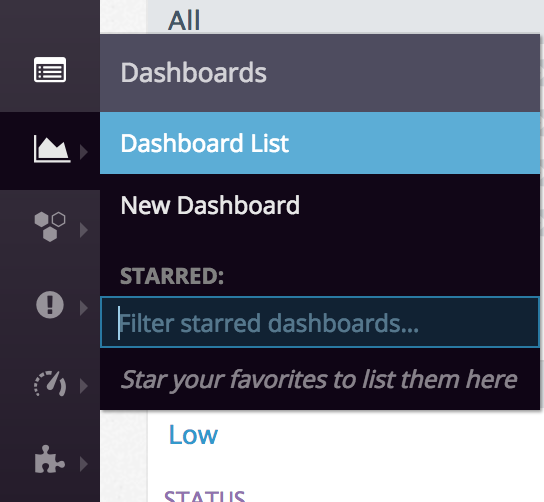 All
Dashboards
Dashboard List
New Dashboard
STARRED:
Filter starred dashboards...
Star your favorites to list them here
Low
STATUS